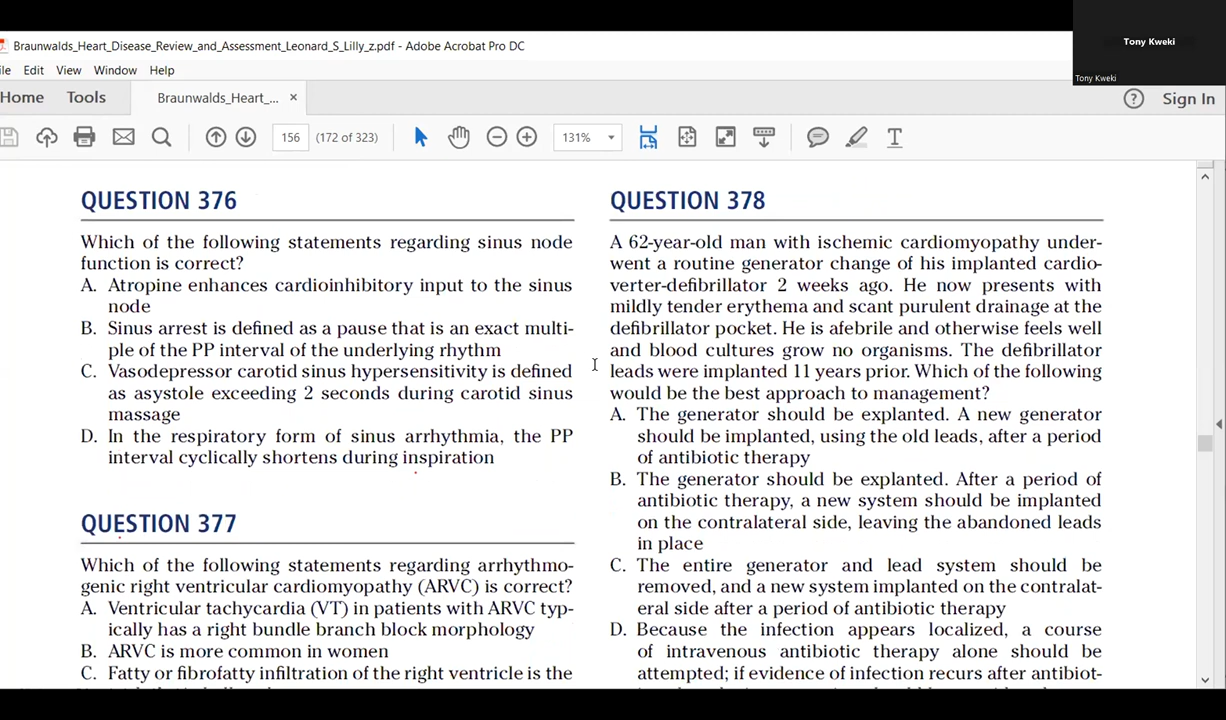 Tony Kweki
Tony Kweki
Braunwalds_Heart_Disease_Review_and_Assessment_Leonard_S_Lilly_z.pdf - Adobe Acrobat Pro DC
ile Edit View Window Help
Home Tools Braunwalds_Heart_... × ? Sign In
156 (172 of 323) 131%
QUESTION 376
Which of the following statements regarding sinus node
function is correct?
A. Atropine enhances cardioinhibitory input to the sinus
node
B. Sinus arrest is defined as a pause that is an exact multi-
ple of the PP interval of the underlying rhythm
C. Vasodepressor carotid sinus hypersensitivity is defined
as asystole exceeding 2 seconds during carotid sinus
massage
D. In the respiratory form of sinus arrhythmia, the PP
interval cyclically shortens during inspiration
QUESTION 377
Which of the following statements regarding arrhythmo-
genic right ventricular cardiomyopathy (ARVC) is correct?
A. Ventricular tachycardia (VT) in patients with ARVC typ-
ically has a right bundle branch block morphology
B. ARVC is more common in women
C. Fatty or fibrofatty infiltration of the right ventricle is the
QUESTION 378
A 62-year-old man with ischemic cardiomyopathy under-
went a routine generator change of his implanted cardio-
verter-defibrillator 2 weeks ago. He now presents with
mildly tender erythema and scant purulent drainage at the
defibrillator pocket. He is afebrile and otherwise feels well
and blood cultures grow no organisms. The defibrillator
leads were implanted 11 years prior. Which of the following
would be the best approach to management?
A. The generator should be explanted. A new generator
should be implanted, using the old leads, after a period
of antibiotic therapy
B. The generator should be explanted. After a period of
antibiotic therapy, a new system should be implanted
on the contralateral side, leaving the abandoned leads
in place
C. The entire generator and lead system should be
removed, and a new system implanted on the contralat-
eral side after a period of antibiotic therapy
D. Because the infection appears localized, a course
of intravenous antibiotic therapy alone should be
attempted; if evidence of infection recurs after antibiot-